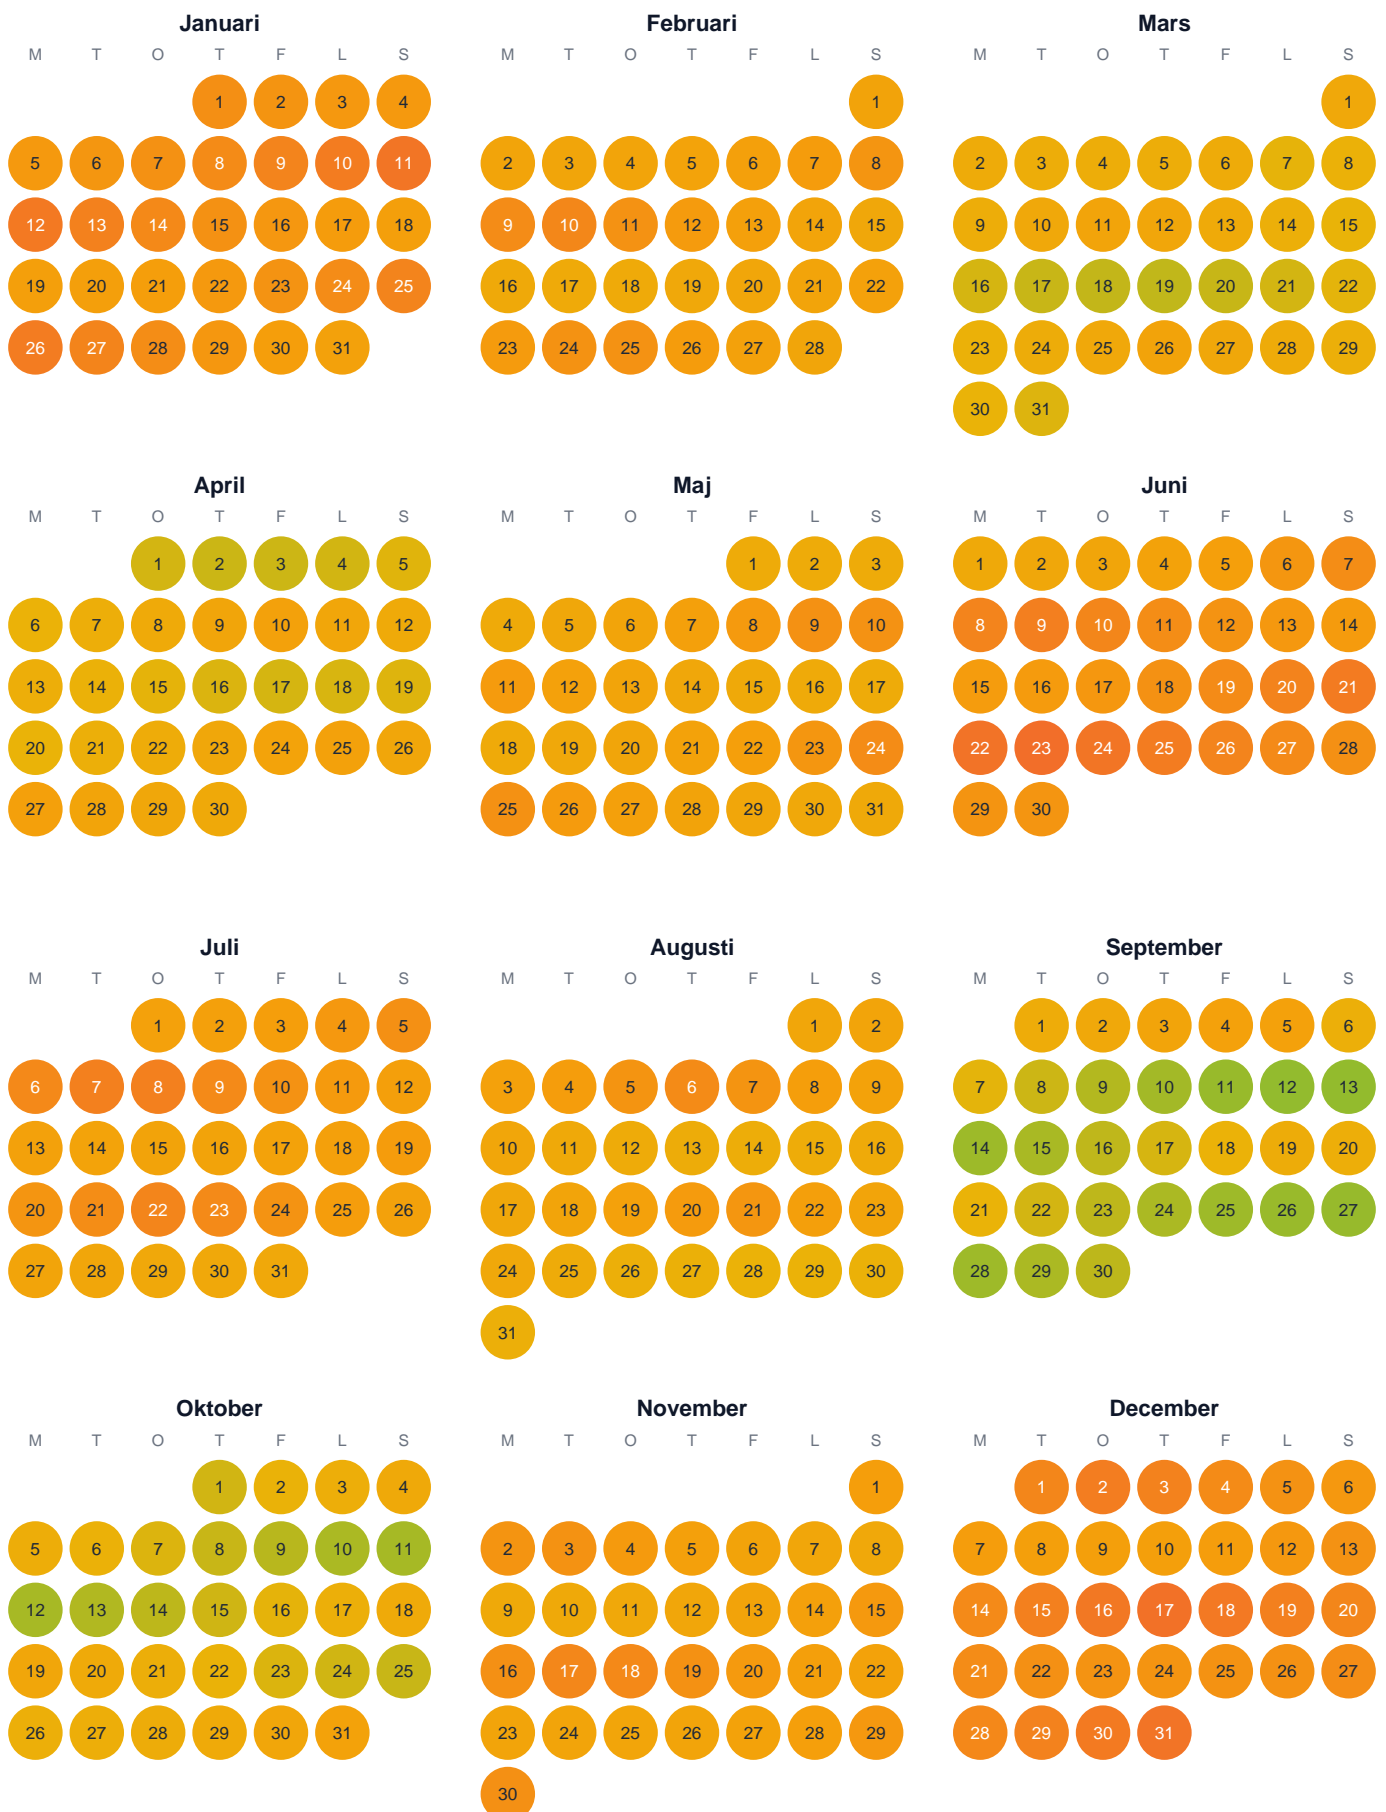 Januari Februari Mars
M T O T F L S M T O T F L S M T O T F L S
1 2 3 4 1 1
5 6 7 8 9 10 11 2 3 4 5 6 7 8 2 3 4 5 6 7 8
12 13 14 15 16 17 18 9 10 11 12 13 14 15 9 10 11 12 13 14 15
19 20 21 22 23 24 25 16 17 18 19 20 21 22 16 17 18 19 20 21 22
26 27 28 29 30 31 23 24 25 26 27 28 23 24 25 26 27 28 29
30 31
April Maj Juni
M T O T F L S M T O T F L S M T O T F L S
1 2 3 4 5 1 2 3 1 2 3 4 5 6 7
6 7 8 9 10 11 12 4 5 6 7 8 9 10 8 9 10 11 12 13 14
13 14 15 16 17 18 19 11 12 13 14 15 16 17 15 16 17 18 19 20 21
20 21 22 23 24 25 26 18 19 20 21 22 23 24 22 23 24 25 26 27 28
27 28 29 30 25 26 27 28 29 30 31 29 30
Juli Augusti September
M T O T F L S M T O T F L S M T O T F L S
1 2 3 4 5 1 2 1 2 3 4 5 6
6 7 8 9 10 11 12 3 4 5 6 7 8 9 7 8 9 10 11 12 13
13 14 15 16 17 18 19 10 11 12 13 14 15 16 14 15 16 17 18 19 20
20 21 22 23 24 25 26 17 18 19 20 21 22 23 21 22 23 24 25 26 27
27 28 29 30 31 24 25 26 27 28 29 30 28 29 30
31
Oktober November December
M T O T F L S M T O T F L S M T O T F L S
1 2 3 4 1 1 2 3 4 5 6
5 6 7 8 9 10 11 2 3 4 5 6 7 8 7 8 9 10 11 12 13
12 13 14 15 16 17 18 9 10 11 12 13 14 15 14 15 16 17 18 19 20
19 20 21 22 23 24 25 16 17 18 19 20 21 22 21 22 23 24 25 26 27
26 27 28 29 30 31 23 24 25 26 27 28 29 28 29 30 31
30